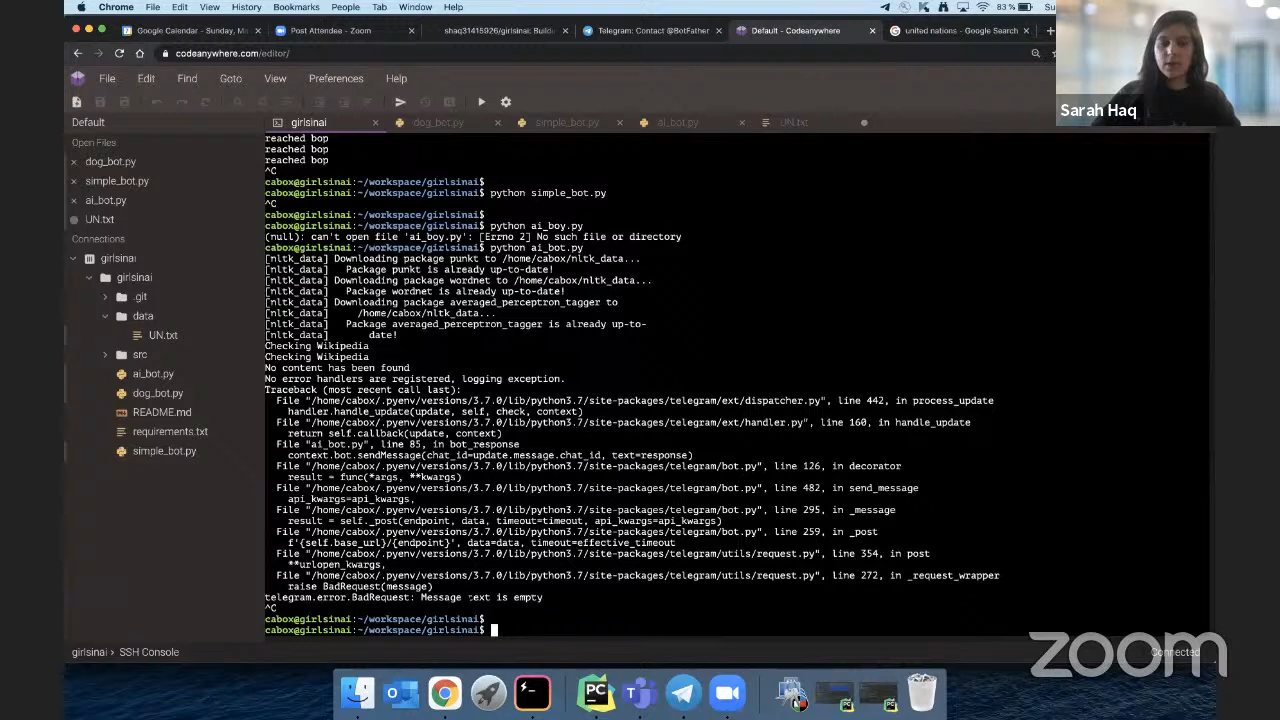 Chrome File Edit View History Bookmarks People Tab Window Help 83 %
Google Calendar - Sunday, M
Post Attendee - Zoom
shaq31415926/girlsinai: Build
Telegram: Contact @BotFather
Default - Codeanywhere
united nations - Google Search
codeanywhere.com/editor/
File Edit Find Goto View Preferences Help
Sarah Haq
Default
girlsinai dog_bot.py simple_bot.py ai_bot.py UN.txt
Open Files
dog_bot.py
simple_bot.py
ai_bot.py
UN.txt
Connections
girlsinai
girlsinai
.git
data
UN.txt
src
ai_bot.py
dog_bot.py
README.md
requirements.txt
simple_bot.py
reached bop
reached bop
reached bop
^C
cabox@girlsinai:~/workspace/girlsinai$
cabox@girlsinai:~/workspace/girlsinai$ python simple_bot.py
^C
cabox@girlsinai:~/workspace/girlsinai$
cabox@girlsinai:~/workspace/girlsinai$ python ai_boy.py
(null): can't open file 'ai_boy.py': [Errno 2] No such file or directory
cabox@girlsinai:~/workspace/girlsinai$ python ai_bot.py
[nltk_data] Downloading package punkt to /home/cabox/nltk_data...
[nltk_data]   Package punkt is already up-to-date!
[nltk_data] Downloading package wordnet to /home/cabox/nltk_data...
[nltk_data]   Package wordnet is already up-to-date!
[nltk_data] Downloading package averaged_perceptron_tagger to
[nltk_data]     /home/cabox/nltk_data...
[nltk_data]   Package averaged_perceptron_tagger is already up-to-
[nltk_data]       date!
Checking Wikipedia
Checking Wikipedia
No content has been found
No error handlers are registered, logging exception.
Traceback (most recent call last):
File "/home/cabox/.pyenv/versions/3.7.0/lib/python3.7/site-packages/telegram/ext/dispatcher.py", line 442, in process_update
handler.handle_update(update, self, check, context)
File "/home/cabox/.pyenv/versions/3.7.0/lib/python3.7/site-packages/telegram/ext/handler.py", line 160, in handle_update
return self.callback(update, context)
File "ai_bot.py", line 85, in bot_response
context.bot.sendMessage(chat_id=update.message.chat_id, text=response)
File "/home/cabox/.pyenv/versions/3.7.0/lib/python3.7/site-packages/telegram/bot.py", line 126, in decorator
result = func(*args, **kwargs)
File "/home/cabox/.pyenv/versions/3.7.0/lib/python3.7/site-packages/telegram/bot.py", line 482, in send_message
api_kwargs=api_kwargs,
File "/home/cabox/.pyenv/versions/3.7.0/lib/python3.7/site-packages/telegram/bot.py", line 295, in _message
result = self._post(endpoint, data, timeout=timeout, api_kwargs=api_kwargs)
File "/home/cabox/.pyenv/versions/3.7.0/lib/python3.7/site-packages/telegram/bot.py", line 259, in _post
f'{self.base_url}/{endpoint}', data=data, timeout=effective_timeout
File "/home/cabox/.pyenv/versions/3.7.0/lib/python3.7/site-packages/telegram/utils/request.py", line 354, in post
**urlopen_kwargs,
File "/home/cabox/.pyenv/versions/3.7.0/lib/python3.7/site-packages/telegram/utils/request.py", line 272, in _request_wrapper
raise BadRequest(message)
telegram.error.BadRequest: Message text is empty
^C
cabox@girlsinai:~/workspace/girlsinai$
cabox@girlsinai:~/workspace/girlsinai$
girlsinai › SSH Console
Connected
zoom